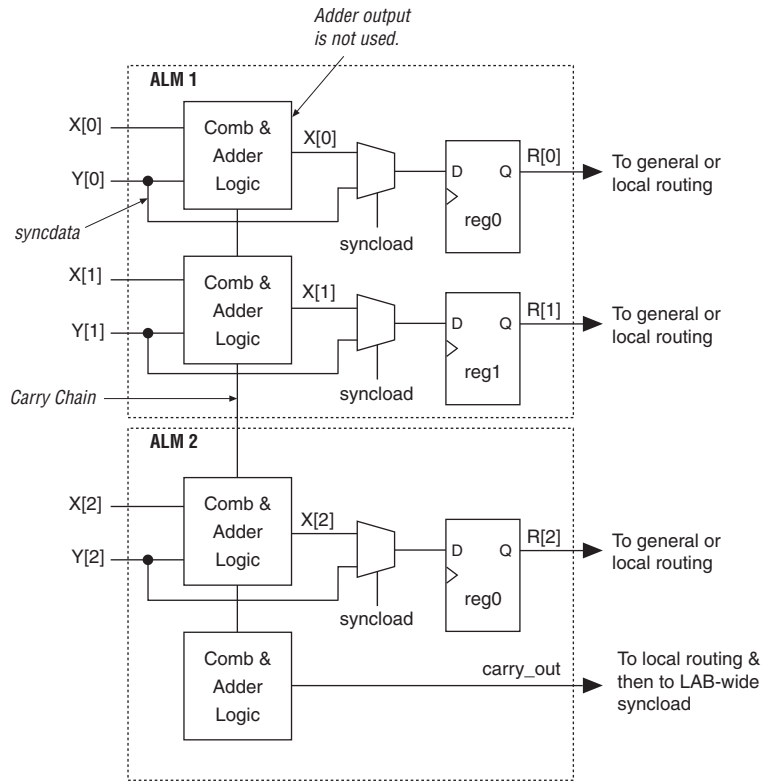 Adder output
is not used.
ALM 1
X[0]
Comb &
Adder
Logic
X[0]
Y[0]
D
Q
R[0]
To general or
local routing
reg0
syncdata
syncload
X[1]
Comb &
Adder
Logic
X[1]
Y[1]
D
Q
R[1]
To general or
local routing
reg1
syncload
Carry Chain
ALM 2
X[2]
Comb &
Adder
Logic
X[2]
Y[2]
D
Q
R[2]
To general or
local routing
reg0
syncload
Comb &
Adder
Logic
carry_out
To local routing &
then to LAB-wide
syncload